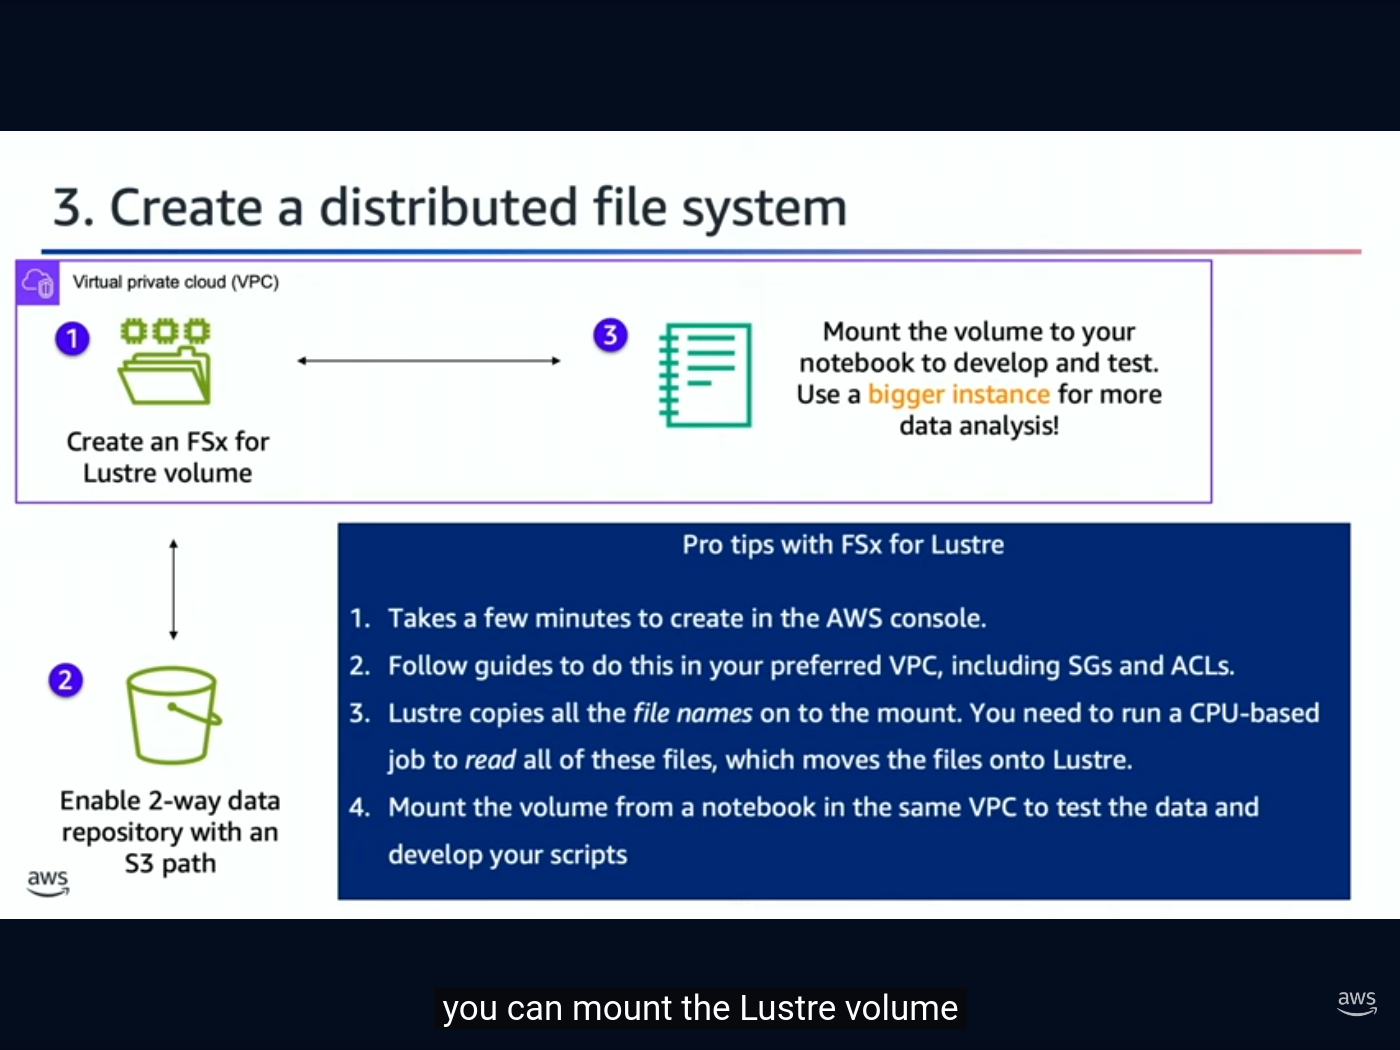 3. Create a distributed file system
Virtual private cloud (VPC)
1
Create an FSx for
Lustre volume
3
Mount the volume to your
notebook to develop and test.
Use a bigger instance for more
data analysis!
2
Enable 2-way data
repository with an
S3 path
aws
Pro tips with FSx for Lustre
1. Takes a few minutes to create in the AWS console.
2. Follow guides to do this in your preferred VPC, including SGs and ACLs.
3. Lustre copies all the file names on to the mount. You need to run a CPU-based
job to read all of these files, which moves the files onto Lustre.
4. Mount the volume from a notebook in the same VPC to test the data and
develop your scripts
you can mount the Lustre volume
aws